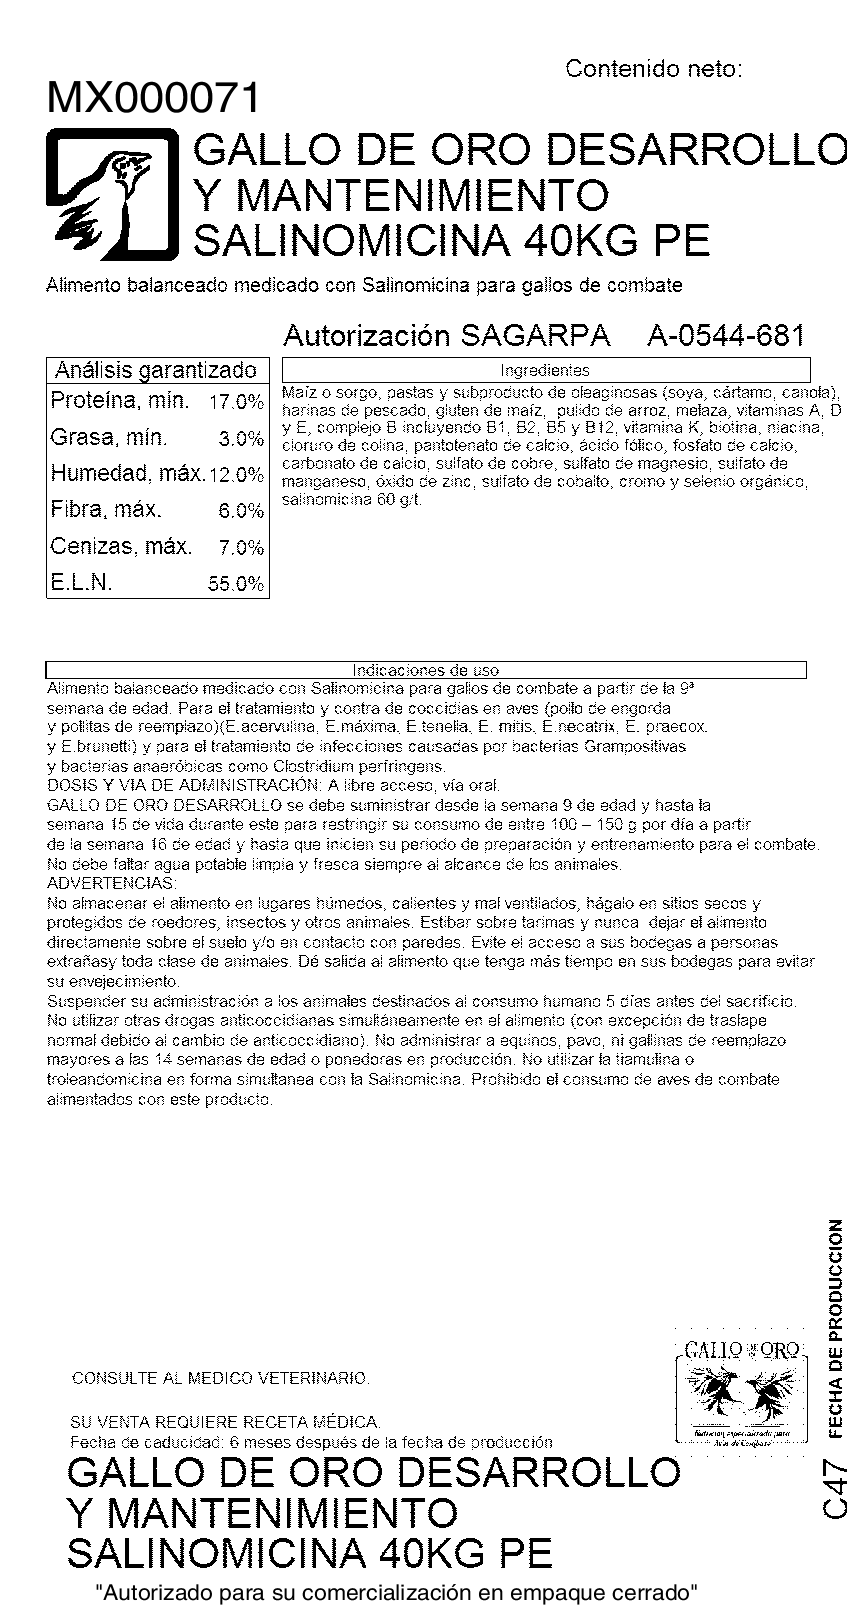 Contenido neto:
MX000071
GALLO DE ORO DESARROLLO
Y MANTENIMIENTO
SALINOMICINA 40KG PE
Alimento balanceado medicado con Salinomicina para gallos de combate
Autorización SAGARPA A-0544-681
Análisis garantizado
Proteína, mín. 17.0%
Grasa, mín. 3.0%
Humedad, máx. 12.0%
Fibra, máx. 6.0%
Cenizas, máx. 7.0%
E.L.N. 55.0%
Ingredientes
Maíz o sorgo, pastas y subproducto de oleaginosas (soya, cártamo, canola),
harinas de pescado, gluten de maíz, pulido de arroz, melaza, vitaminas A, D
y E, complejo B incluyendo B1, B2, B5 y B12, vitamina K, biotina, niacina,
cloruro de colina, pantotenato de calcio, ácido fólico, fosfato de calcio,
carbonato de calcio, sulfato de cobre, sulfato de magnesio, sulfato de
manganeso, óxido de zinc, sulfato de cobalto, cromo y selenio orgánico,
salinomicina 60 g/t.
Indicaciones de uso
Alimento balanceado medicado con Salinomicina para gallos de combate a partir de la 9ª
semana de edad. Para el tratamiento y contra de coccidias en aves (pollo de engorda
y pollitas de reemplazo)(E.acervulina, E.máxima, E.tenella, E. mitis, E.necatrix, E. praecox.
y E.brunetti) y para el tratamiento de infecciones causadas por bacterias Grampositivas
y bacterias anaeróbicas como Clostridium perfringens.
DOSIS Y VIA DE ADMINISTRACIÓN: A libre acceso, vía oral.
GALLO DE ORO DESARROLLO se debe suministrar desde la semana 9 de edad y hasta la
semana 15 de vida durante este para restringir su consumo de entre 100 – 150 g por día a partir
de la semana 16 de edad y hasta que inicien su periodo de preparación y entrenamiento para el combate.
No debe faltar agua potable limpia y fresca siempre al alcance de los animales.
ADVERTENCIAS:
No almacenar el alimento en lugares húmedos, calientes y mal ventilados, hágalo en sitios secos y
protegidos de roedores, insectos y otros animales. Estibar sobre tarimas y nunca dejar el alimento
directamente sobre el suelo y/o en contacto con paredes. Evite el acceso a sus bodegas a personas
extrañasy toda clase de animales. Dé salida al alimento que tenga más tiempo en sus bodegas para evitar
su envejecimiento.
Suspender su administración a los animales destinados al consumo humano 5 días antes del sacrificio.
No utilizar otras drogas anticoccidianas simultáneamente en el alimento (con excepción de traslape
normal debido al cambio de anticoccidiano). No administrar a equinos, pavo, ni gallinas de reemplazo
mayores a las 14 semanas de edad o ponedoras en producción. No utilizar la tiamulina o
troleandomicina en forma simultanea con la Salinomicina. Prohibido el consumo de aves de combate
alimentados con este producto.
FECHA DE PRODUCCION
C47
GALLO DE ORO
Nutricion especializada para
Aves de Combate
CONSULTE AL MEDICO VETERINARIO.
SU VENTA REQUIERE RECETA MÉDICA.
Fecha de caducidad: 6 meses después de la fecha de producción
GALLO DE ORO DESARROLLO
Y MANTENIMIENTO
SALINOMICINA 40KG PE
"Autorizado para su comercialización en empaque cerrado"